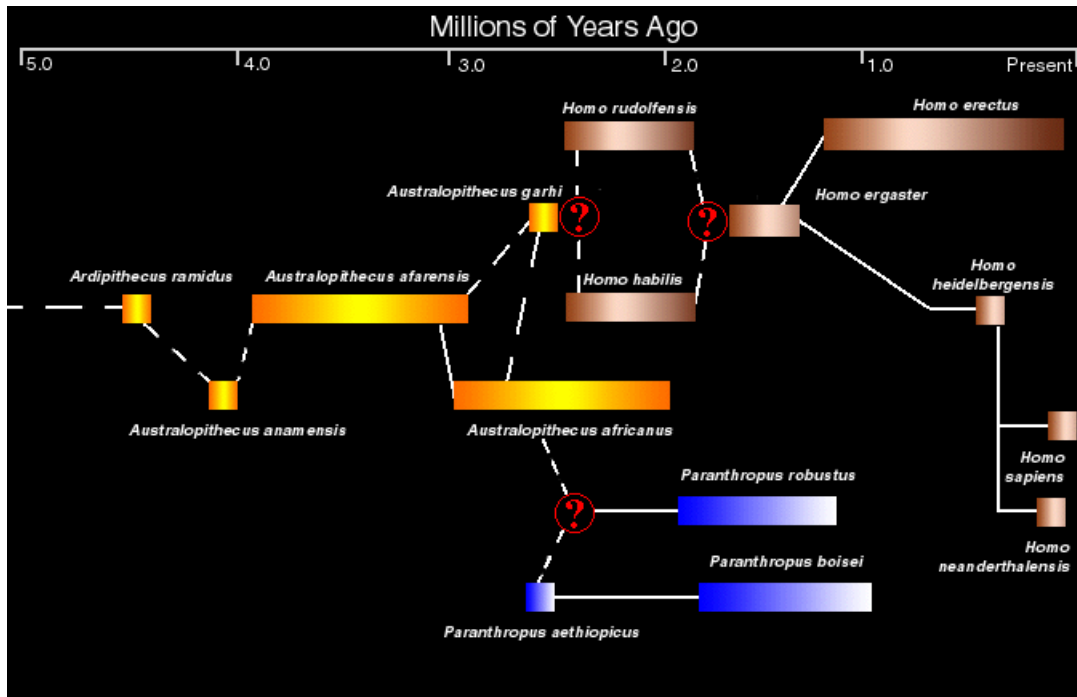 Millions of Years Ago
5.0 4.0 3.0 2.0 1.0 Present
Homo rudolfensis
Homo erectus
Australopithecus garhi
Homo ergaster
?
?
Ardipithecus ramidus
Australopithecus afarensis
Homo habilis
Homo
heidelbergensis
Australopithecus anamensis
Australopithecus africanus
Homo
sapiens
Paranthropus robustus
?
Homo
neanderthalensis
Paranthropus boisei
Paranthropus aethiopicus